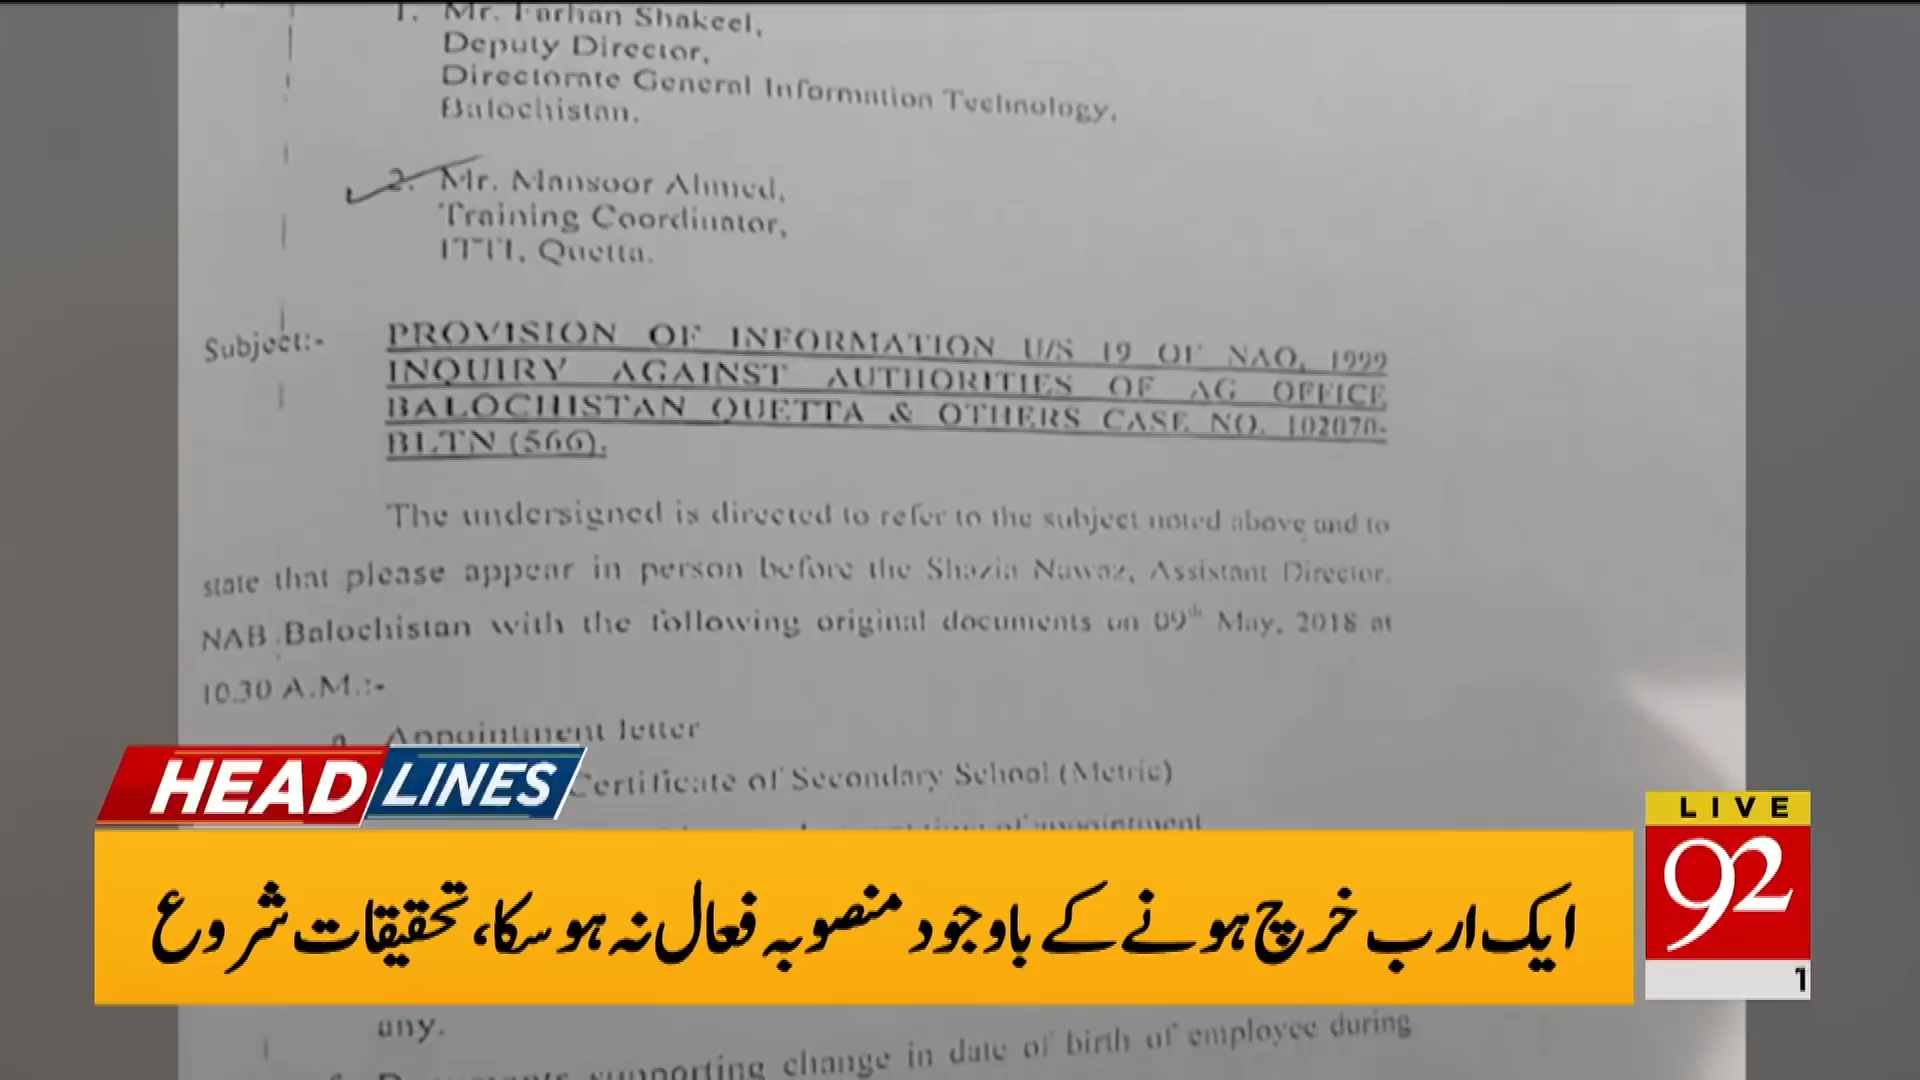 1. Mr. Farhan Shakeel,
Deputy Director,
Directorate General Information Technology,
Balochistan.
2. Mr. Mansoor Ahmed,
Training Coordinator,
ITTI, Quetta.
Subject:- PROVISION OF INFORMATION U/S 19 OF NAO, 1999
INQUIRY AGAINST AUTHORITIES OF AG OFFICE
BALOCHISTAN QUETTA & OTHERS CASE NO. 102070-
BLTN (566).
The undersigned is directed to refer to the subject noted above and to
state that please appear in person before the Shazia Nawaz, Assistant Director,
NAB Balochistan with the following original documents on 09th May, 2018 at
10.30 A.M.:-
a. Appointment letter
Certificate of Secondary School (Metric)
of appointment
HEADLINES
LIVE
92
1
ایک ارب خرچ ہونے کے باوجود منصوبہ فعال نہ ہو سکا، تحقیقات شروع
any.
supporting change in date of birth of employee during